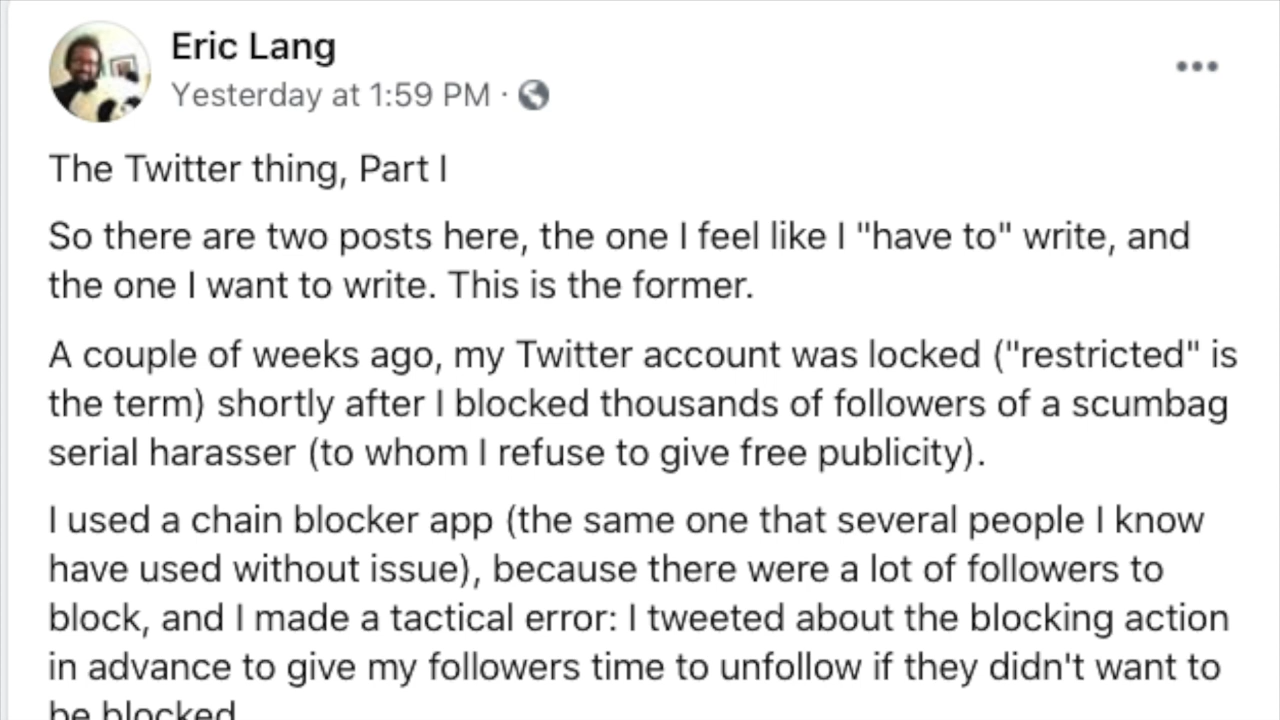 Eric Lang
Yesterday at 1:59 PM ·
The Twitter thing, Part I
So there are two posts here, the one I feel like I "have to" write, and
the one I want to write. This is the former.
A couple of weeks ago, my Twitter account was locked ("restricted" is
the term) shortly after I blocked thousands of followers of a scumbag
serial harasser (to whom I refuse to give free publicity).
I used a chain blocker app (the same one that several people I know
have used without issue), because there were a lot of followers to
block, and I made a tactical error: I tweeted about the blocking action
in advance to give my followers time to unfollow if they didn't want to
be blocked